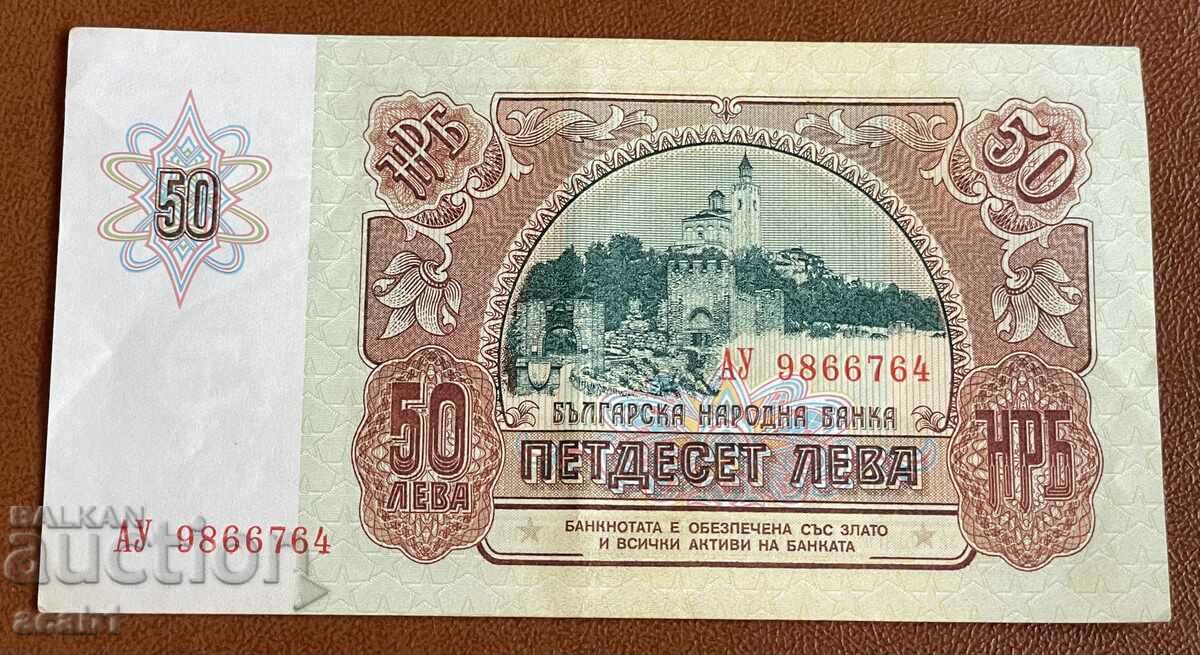 50
НРБ
50
АУ 9866764
БЪЛГАРСКА НАРОДНА БАНКА
ПЕТДЕСЕТ ЛЕВА
50
ЛЕВА
НРБ
БАНКНОТАТА Е ОБЕЗПЕЧЕНА СЪС ЗЛАТО
И ВСИЧКИ АКТИВИ НА БАНКАТА
АУ 9866764
BALKAN
auction
acab1